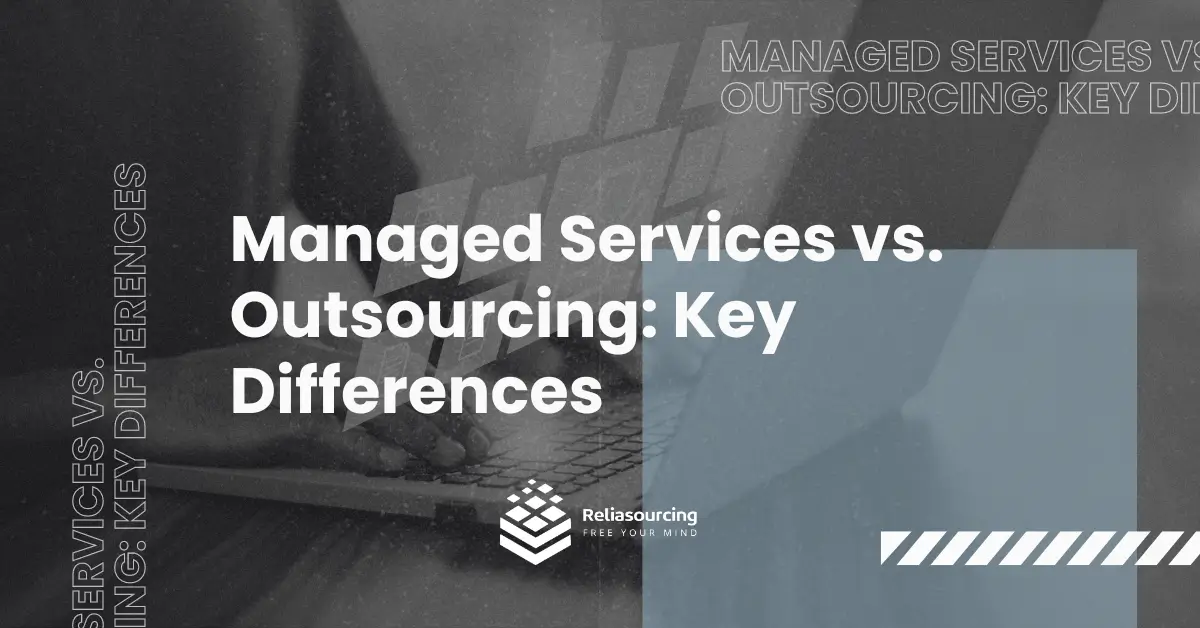 MANAGED SERVICES VS
OUTSOURCING: KEY DI
Managed Services vs.
Outsourcing: Key
Differences
SERVICES VS.
ING: KEY DIFFERENCES
Reliasourcing
FREE YOUR MIND